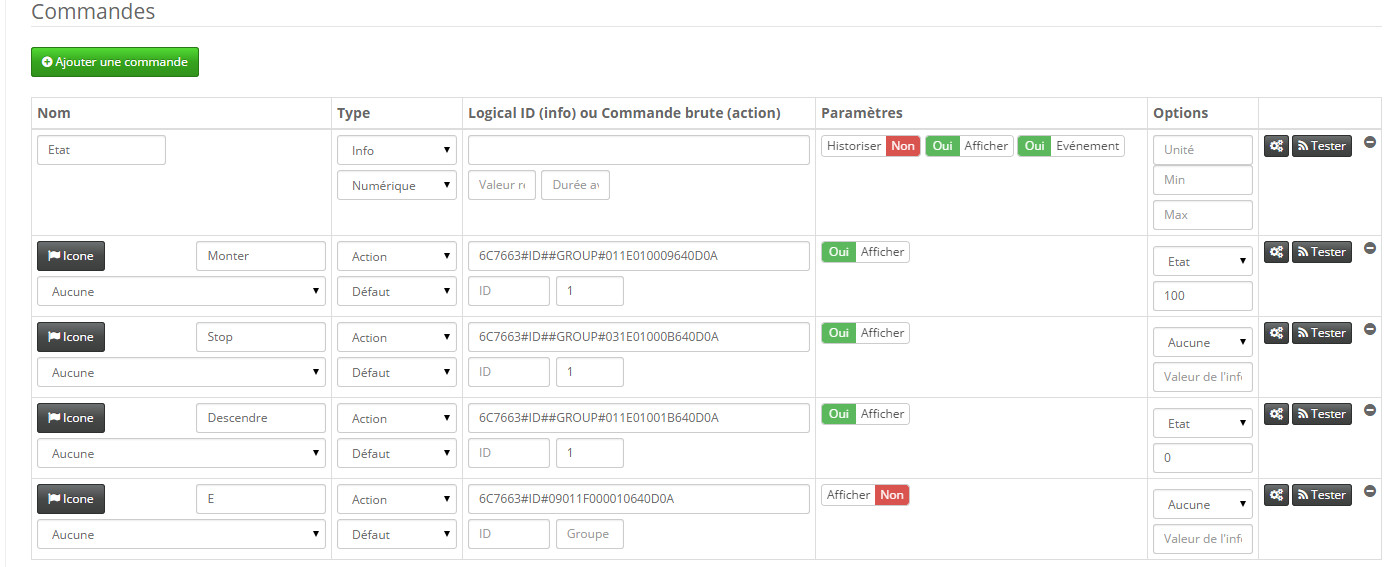 Commandes
Ajouter une commande
Nom Type Logical ID (info) ou Commande brute (action) Paramètres Options
Etat Info Historiser Non Oui Afficher Oui Evénement Unité Tester
Numérique Valeur re Durée av Min
Max
Icone Monter Action 6C7663#ID##GROUP#011E010009640D0A Oui Afficher Etat Tester
Aucune Défaut ID 1 100
Icone Stop Action 6C7663#ID##GROUP#031E01000B640D0A Oui Afficher Aucune Tester
Aucune Défaut ID 1 Valeur de l'info
Icone Descendre Action 6C7663#ID##GROUP#011E01001B640D0A Oui Afficher Etat Tester
Aucune Défaut ID 1 0
Icone E Action 6C7663#ID#09011F000010640D0A Afficher Non Aucune Tester
Aucune Défaut ID Groupe Valeur de l'info